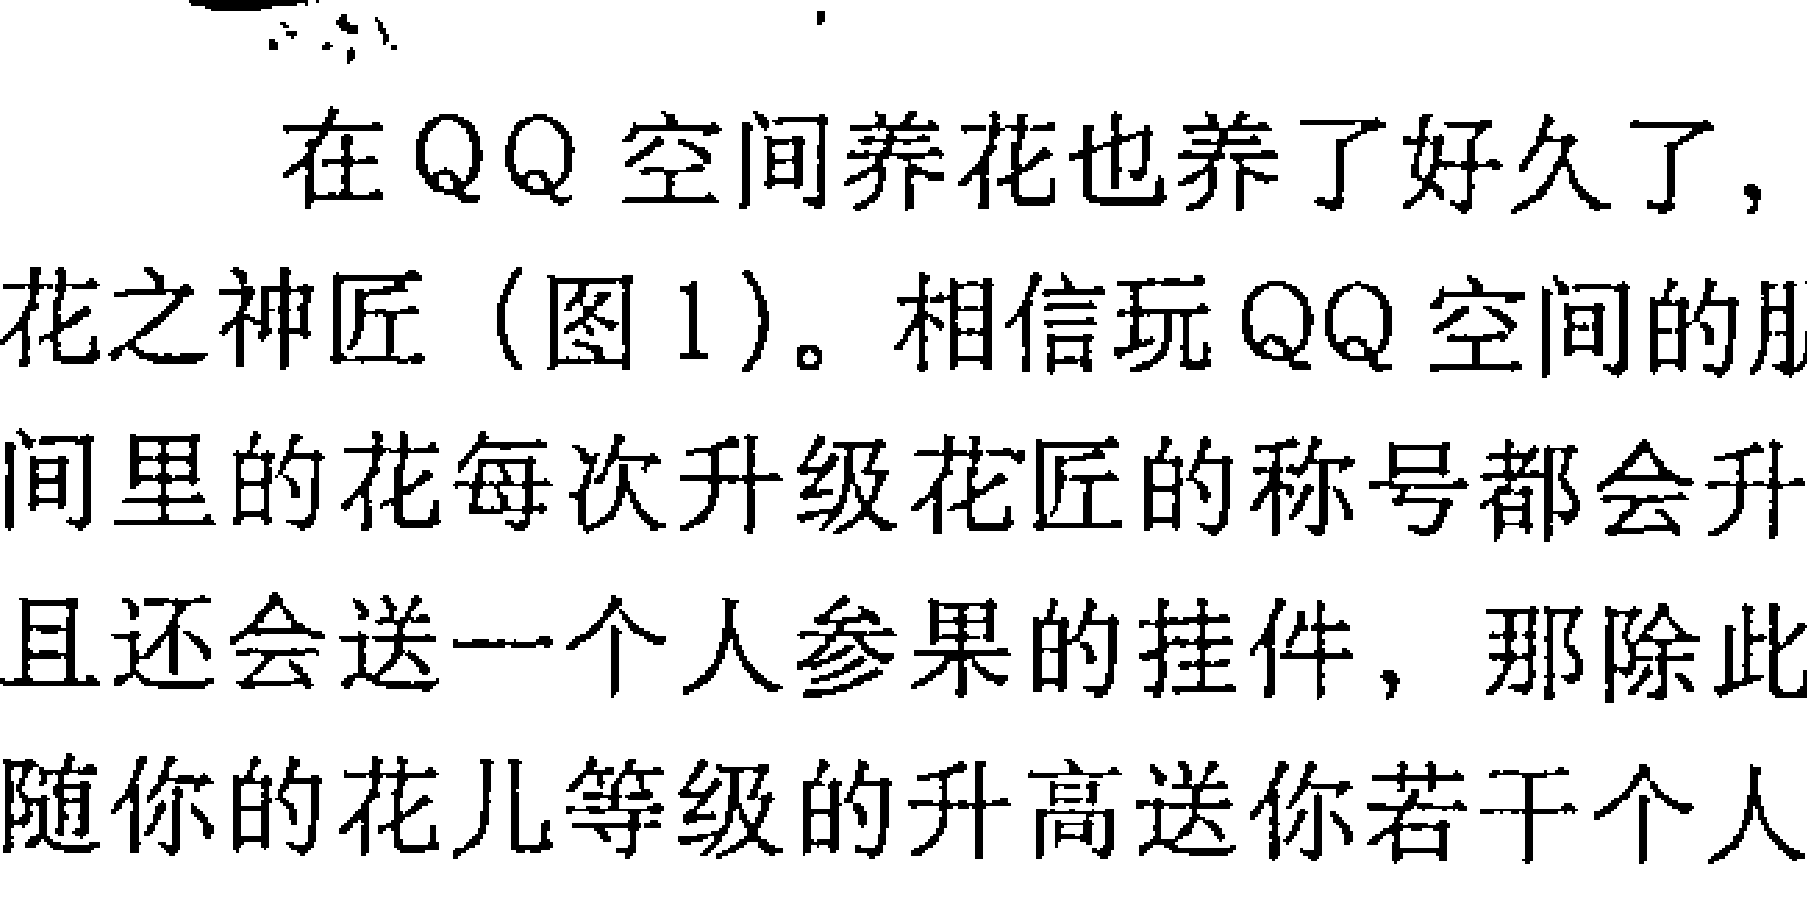 在QQ空间养花也养了好久了，
花之神匠（图1）。相信玩QQ空间的
间里的花每次升级花匠的称号都会升
且还会送一个人参果的挂件，那除此
随你的花儿等级的升高送你若干个人